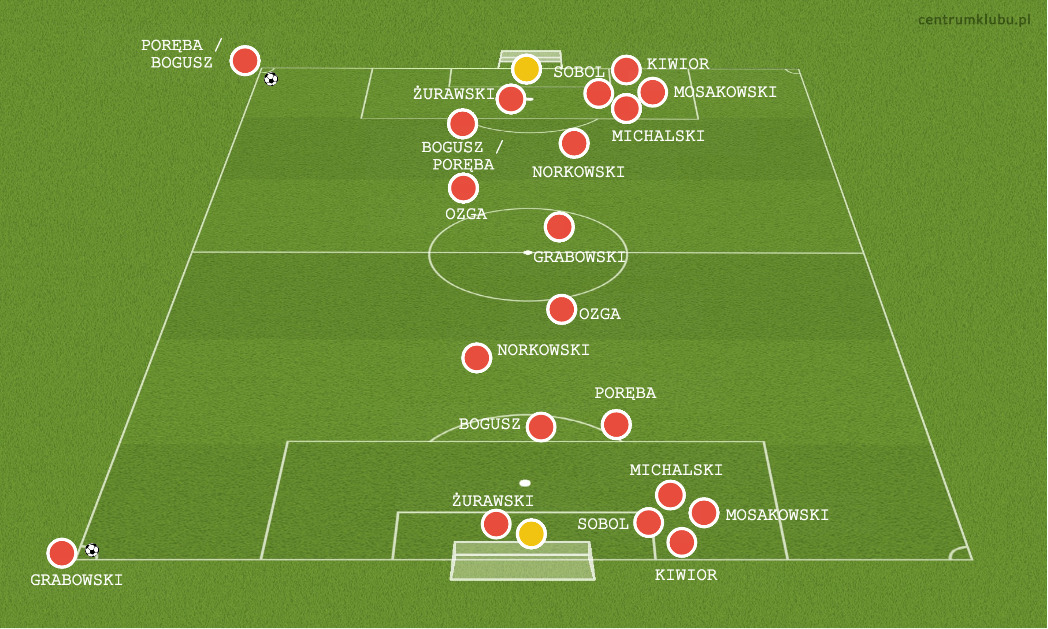 centrumklubu.pl
PORĘBA /
BOGUSZ
SOBOL
KIWIOR
ŻURAWSKI
MOSAKOWSKI
MICHALSKI
BOGUSZ /
PORĘBA
NORKOWSKI
OZGA
GRABOWSKI
OZGA
NORKOWSKI
PORĘBA
BOGUSZ
MICHALSKI
ŻURAWSKI
SOBOL
MOSAKOWSKI
KIWIOR
GRABOWSKI